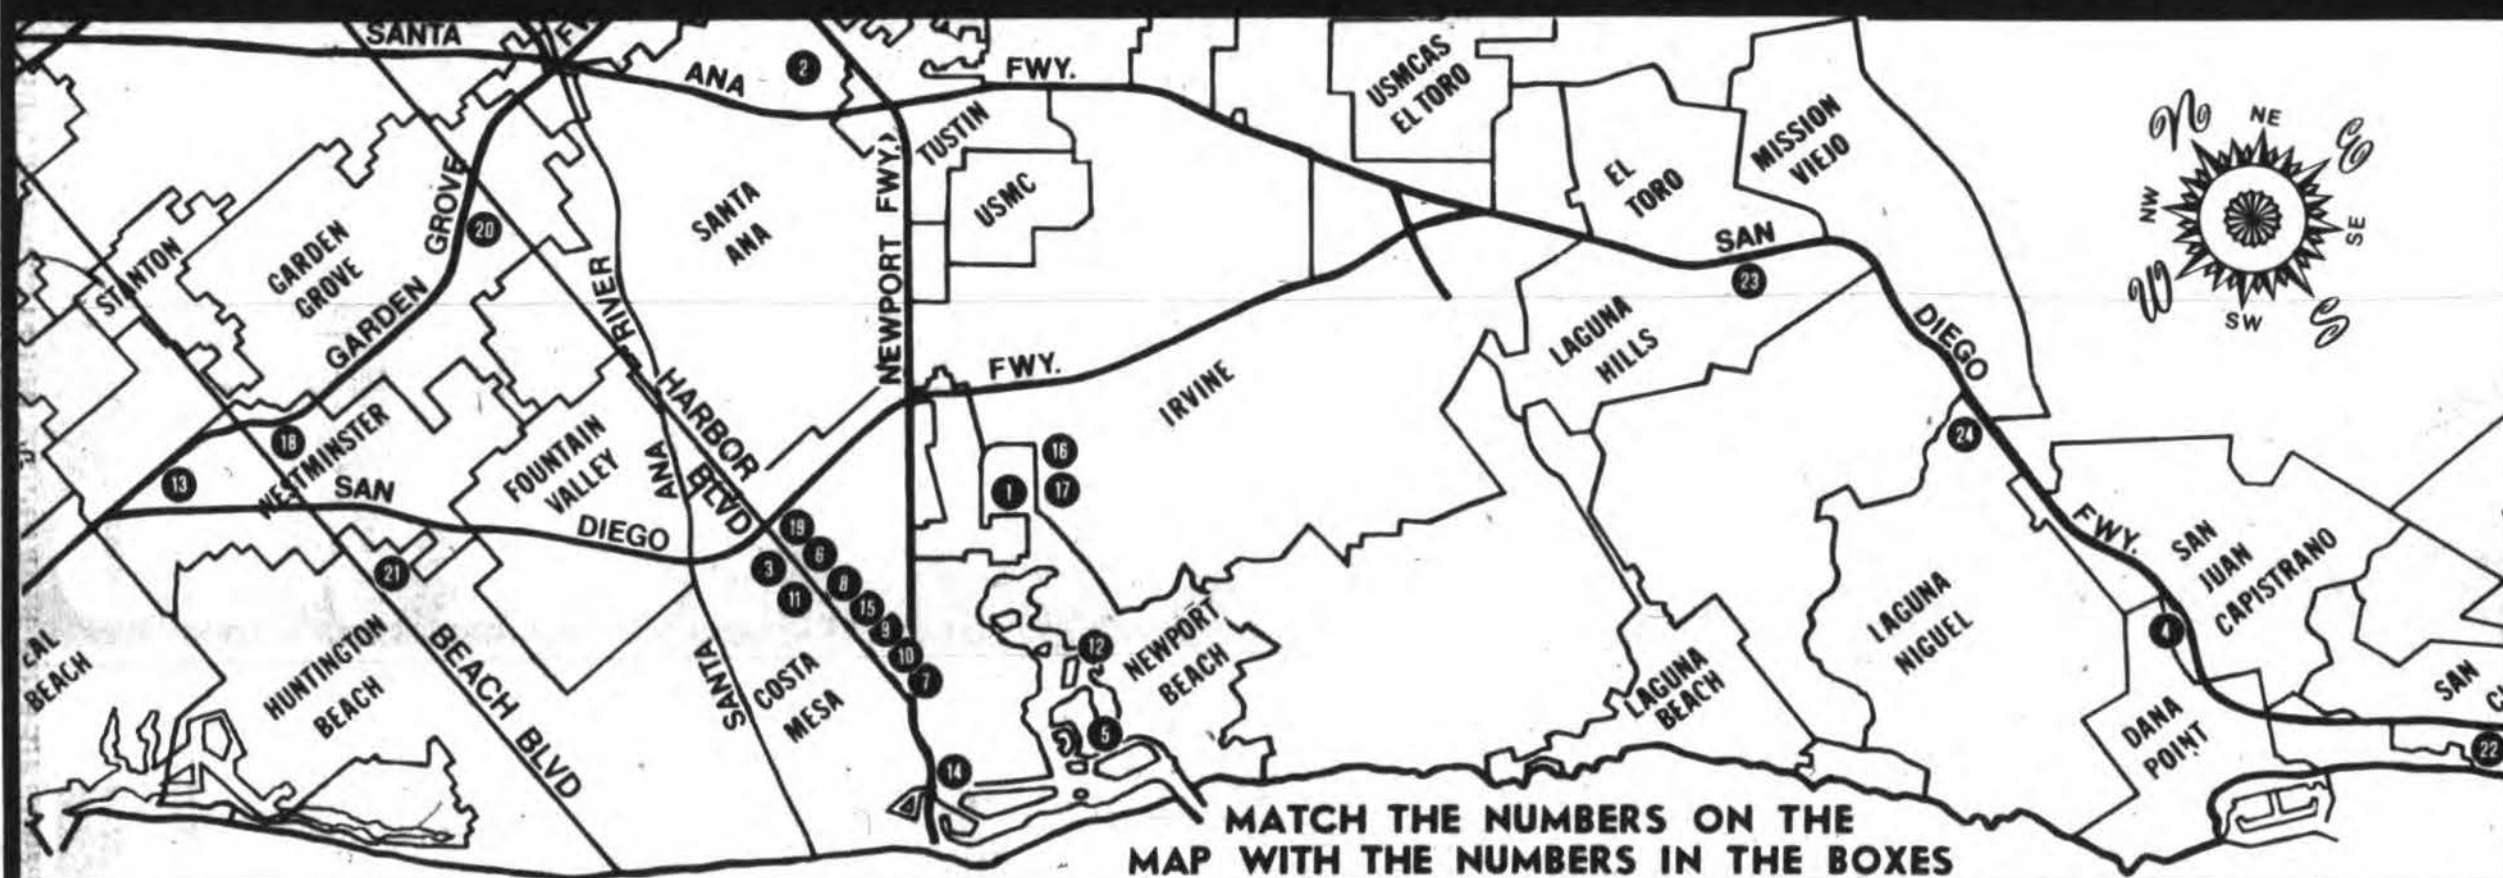 SANTA
ANA
FWY.
2
USMCAS
EL TORO
TUSTIN
MISSION
VIEJO
EL
TORO
N
NE
E
NW
SE
W
SW
S
STANTON
GARDEN
GROVE
GARDEN
GROVE
20
SANTA
ANA
NEWPORT FWY.
USMC
RIVER
SAN
23
DIEGO
LAGUNA
HILLS
FWY.
IRVINE
HARBOR
BLVD
FOUNTAIN
VALLEY
ANA
18
13
WESTMINSTER
SAN
DIEGO
16
1
17
24
FWY.
SAN
JUAN
CAPISTRANO
19
6
3
8
11
15
9
10
7
21
BEACH
HUNTINGTON
BEACH
BEACH BLVD
SANTA
COSTA
MESA
12
NEWPORT
BEACH
5
14
LAGUNA
BEACH
LAGUNA
NIGUEL
4
DANA
POINT
SAN
22
MATCH THE NUMBERS ON THE
MAP WITH THE NUMBERS IN THE BOXES